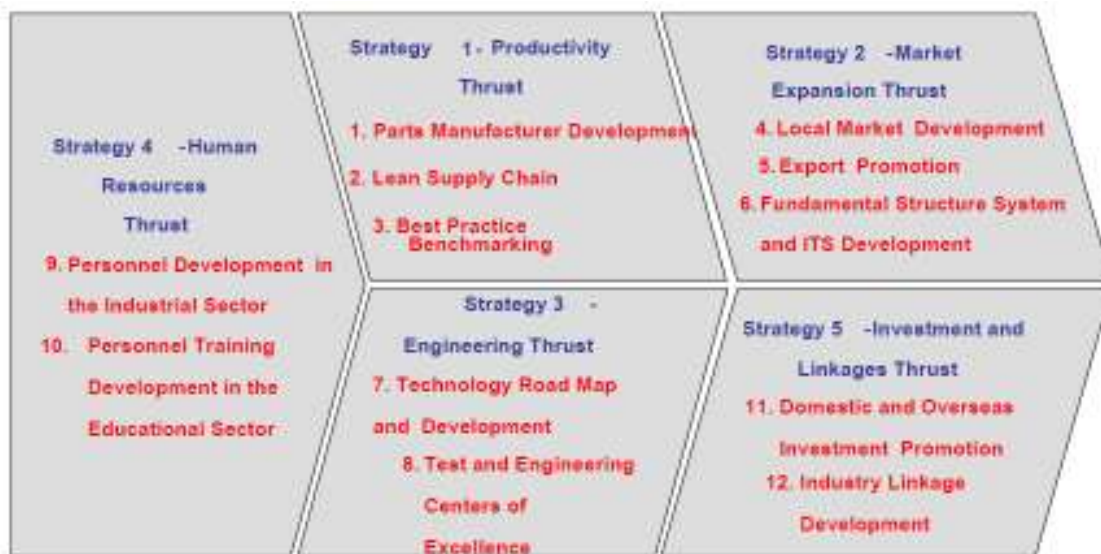 Strategy 4 -Human
Resources
Thrust
9. Personnel Development in
the Industrial Sector
10. Personnel Training
Development in the
Educational Sector
Strategy 1- Productivity
Thrust
1. Parts Manufacturer Development
2. Lean Supply Chain
3. Best Practice
Benchmarking
Strategy 2 -Market
Expansion Thrust
4. Local Market Development
5. Export Promotion
6. Fundamental Structure System
and ITS Development
Strategy 3 -
Engineering Thrust
7. Technology Road Map
and Development
8. Test and Engineering
Centers of
Excellence
Strategy 5 -Investment and
Linkages Thrust
11. Domestic and Overseas
Investment Promotion
12. Industry Linkage
Development